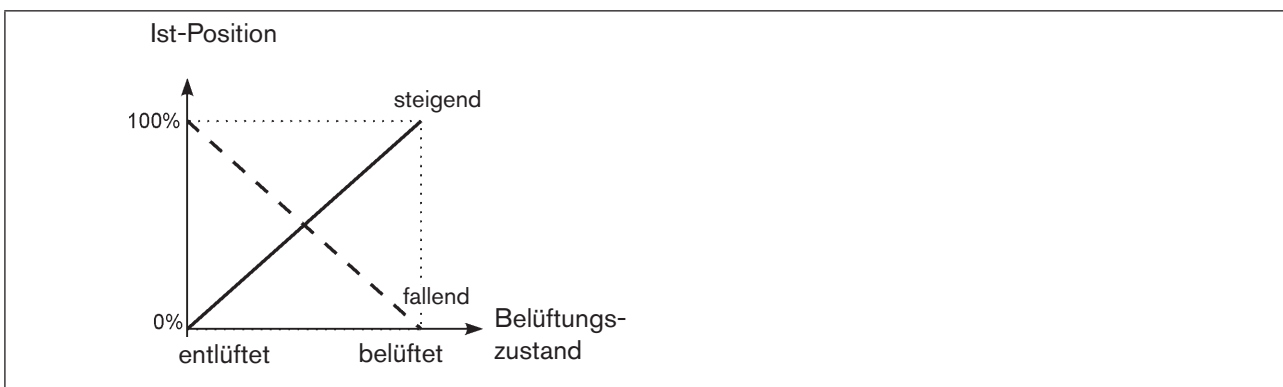 Ist-Position
steigend
100%
fallend
0%
Belüftungs-
zustand
entlüftet belüftet